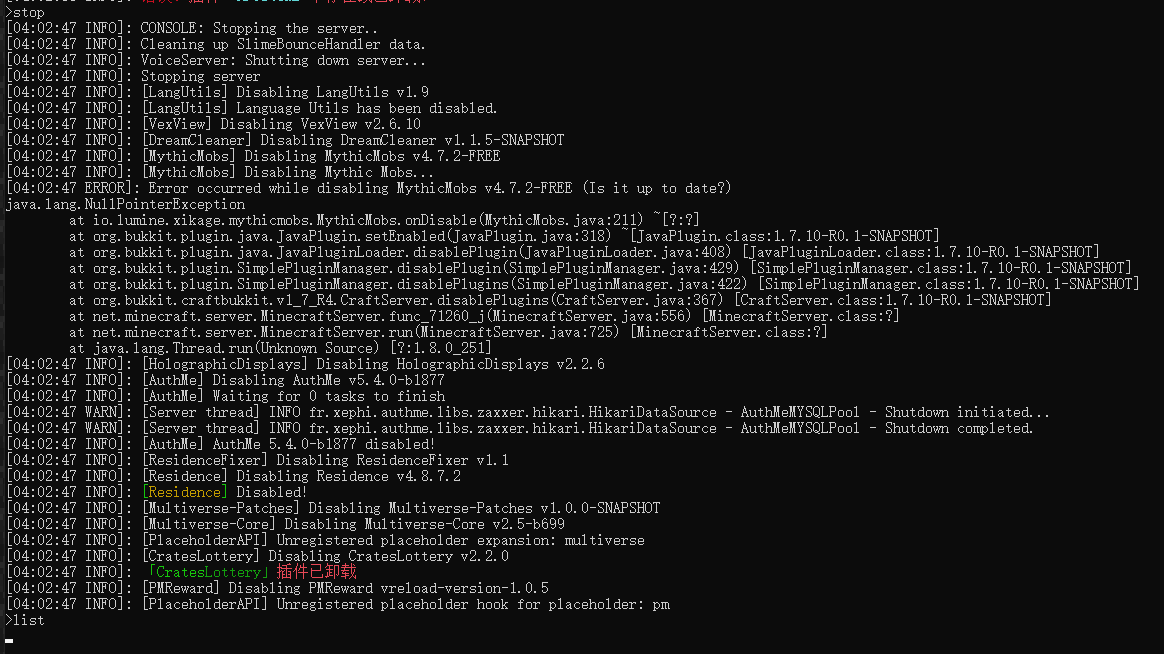 >stop
[04:02:47 INFO]: CONSOLE: Stopping the server..
[04:02:47 INFO]: Cleaning up SlimeBounceHandler data.
[04:02:47 INFO]: VoiceServer: Shutting down server...
[04:02:47 INFO]: Stopping server
[04:02:47 INFO]: [LangUtils] Disabling LangUtils v1.9
[04:02:47 INFO]: [LangUtils] Language Utils has been disabled.
[04:02:47 INFO]: [VexView] Disabling VexView v2.6.10
[04:02:47 INFO]: [DreamCleaner] Disabling DreamCleaner v1.1.5-SNAPSHOT
[04:02:47 INFO]: [MythicMobs] Disabling MythicMobs v4.7.2-FREE
[04:02:47 INFO]: [MythicMobs] Disabling Mythic Mobs...
[04:02:47 ERROR]: Error occurred while disabling MythicMobs v4.7.2-FREE (Is it up to date?)
java.lang.NullPointerException
at io.lumine.xikage.mythicmobs.MythicMobs.onDisable(MythicMobs.java:211) ~[?:?]
at org.bukkit.plugin.java.JavaPlugin.setEnabled(JavaPlugin.java:318) ~[JavaPlugin.class:1.7.10-R0.1-SNAPSHOT]
at org.bukkit.plugin.java.JavaPluginLoader.disablePlugin(JavaPluginLoader.java:408) [JavaPluginLoader.class:1.7.10-R0.1-SNAPSHOT]
at org.bukkit.plugin.SimplePluginManager.disablePlugin(SimplePluginManager.java:429) [SimplePluginManager.class:1.7.10-R0.1-SNAPSHOT]
at org.bukkit.plugin.SimplePluginManager.disablePlugins(SimplePluginManager.java:422) [SimplePluginManager.class:1.7.10-R0.1-SNAPSHOT]
at org.bukkit.craftbukkit.v1_7_R4.CraftServer.disablePlugins(CraftServer.java:367) [CraftServer.class:1.7.10-R0.1-SNAPSHOT]
at net.minecraft.server.MinecraftServer.func_71260_j(MinecraftServer.java:556) [MinecraftServer.class:?]
at net.minecraft.server.MinecraftServer.run(MinecraftServer.java:725) [MinecraftServer.class:?]
at java.lang.Thread.run(Unknown Source) [?:1.8.0_251]
[04:02:47 INFO]: [HolographicDisplays] Disabling HolographicDisplays v2.2.6
[04:02:47 INFO]: [AuthMe] Disabling AuthMe v5.4.0-b1877
[04:02:47 INFO]: [AuthMe] Waiting for 0 tasks to finish
[04:02:47 WARN]: [Server thread] INFO fr.xephi.authme.libs.zaxxer.hikari.HikariDataSource - AuthMeMYSQLPool - Shutdown initiated...
[04:02:47 WARN]: [Server thread] INFO fr.xephi.authme.libs.zaxxer.hikari.HikariDataSource - AuthMeMYSQLPool - Shutdown completed.
[04:02:47 INFO]: [AuthMe] AuthMe 5.4.0-b1877 disabled!
[04:02:47 INFO]: [ResidenceFixer] Disabling ResidenceFixer v1.1
[04:02:47 INFO]: [Residence] Disabling Residence v4.8.7.2
[04:02:47 INFO]: [Residence] Disabled!
[04:02:47 INFO]: [Multiverse-Patches] Disabling Multiverse-Patches v1.0.0-SNAPSHOT
[04:02:47 INFO]: [Multiverse-Core] Disabling Multiverse-Core v2.5-b699
[04:02:47 INFO]: [PlaceholderAPI] Unregistered placeholder expansion: multiverse
[04:02:47 INFO]: [CratesLottery] Disabling CratesLottery v2.2.0
[04:02:47 INFO]: 「CratesLottery」插件已卸载
[04:02:47 INFO]: [PMReward] Disabling PMReward vreload-version-1.0.5
[04:02:47 INFO]: [PlaceholderAPI] Unregistered placeholder hook for placeholder: pm
>list